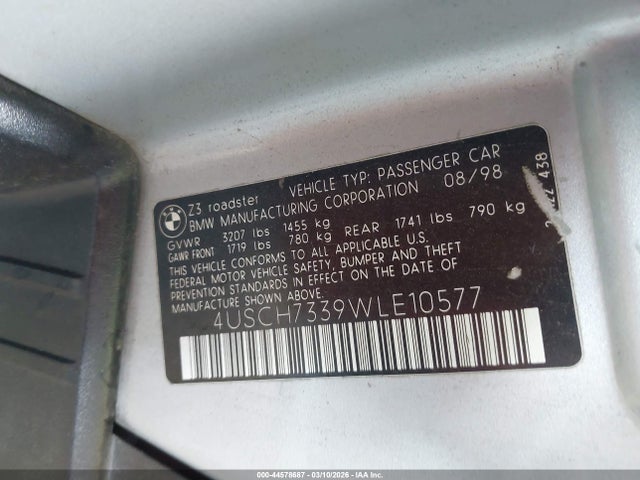 BMW
Z3 roadster VEHICLE TYP: PASSENGER CAR
BMW MANUFACTURING CORPORATION 08/98
GVWR 3207 lbs 1455 kg
GAWR FRONT 1719 lbs 780 kg REAR 1741 lbs 790 kg
THIS VEHICLE CONFORMS TO ALL APPLICABLE U.S.
FEDERAL MOTOR VEHICLE SAFETY, BUMPER AND THEFT
PREVENTION STANDARDS IN EFFECT ON THE DATE OF
MANUFACTURE SHOWN ABOVE.
4USCH7339WLE10577
438
000-44578687 - 03/10/2026 - IAA Inc.